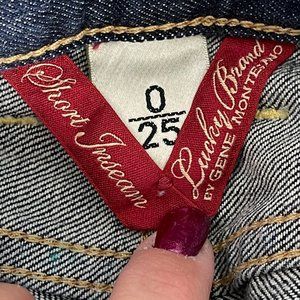 Short Inseam
0
25
Lucky Brand
BY GENE MONTESANO